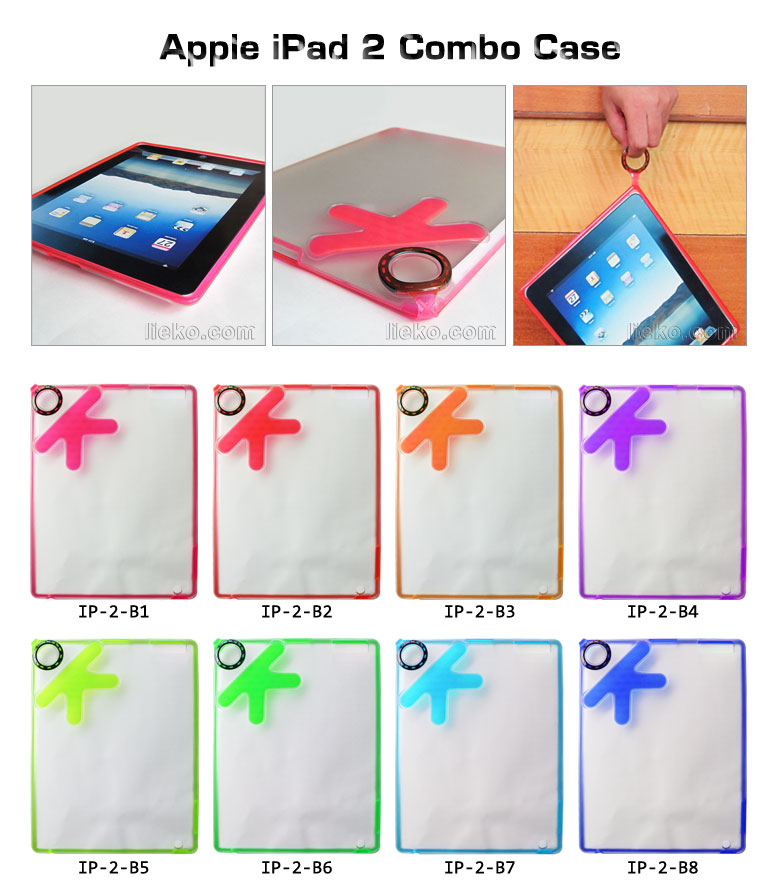 Apple iPad 2 Combo Case
lieko.com lieko.com lieko.com
IP-2-B1 IP-2-B2 IP-2-B3 IP-2-B4
IP-2-B5 IP-2-B6 IP-2-B7 IP-2-B8